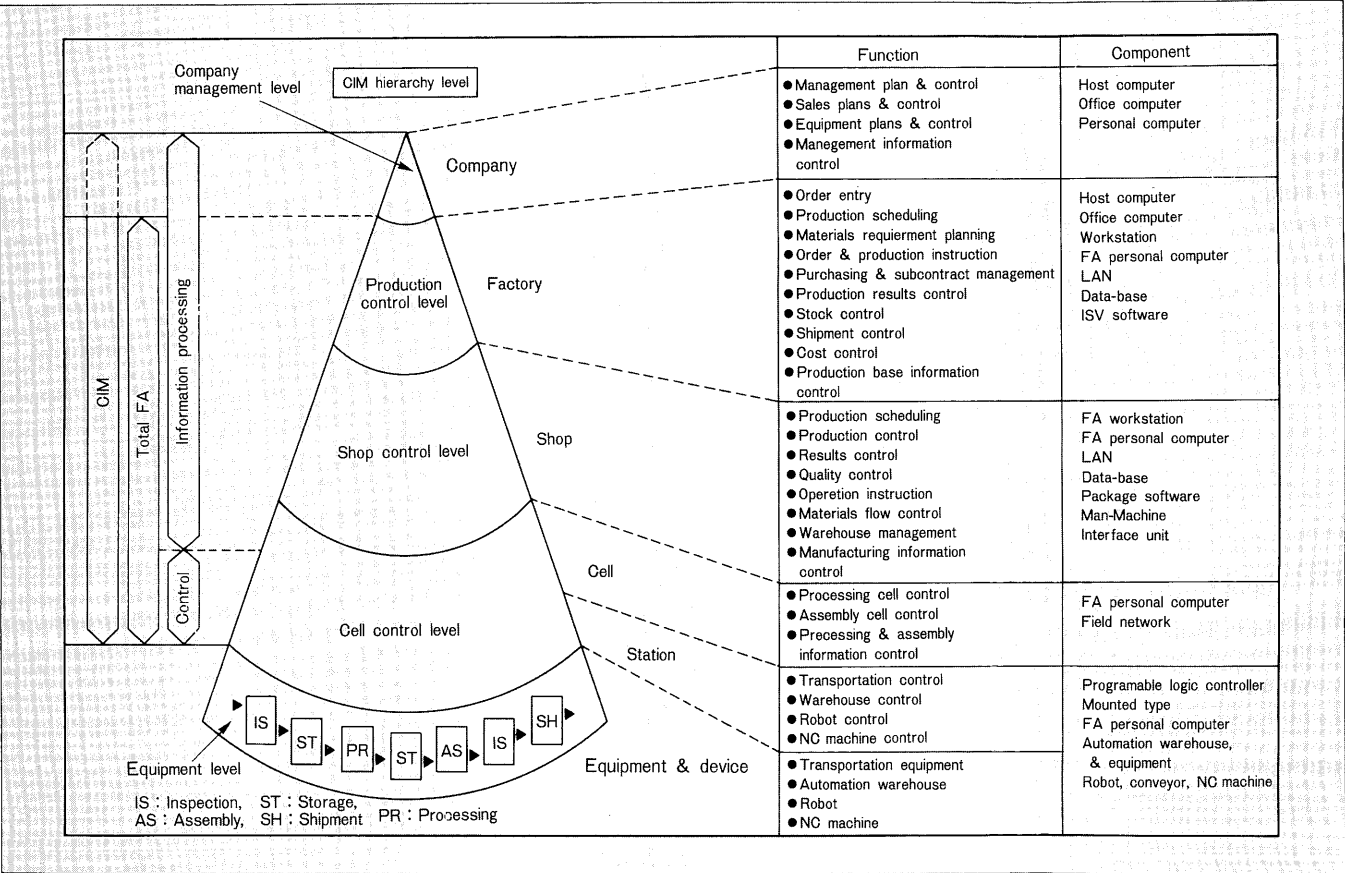 Company
management level
CIM hierarchy level
Company
Production
control level
Factory
Shop control level
Shop
Cell
Cell control level
Station
CIM
Total FA
Information processing
Control
IS
ST
PR
ST
AS
IS
SH
Equipment level
Equipment & device
IS : Inspection, ST : Storage,
AS : Assembly, SH : Shipment PR : Processing
Function
● Management plan & control
● Sales plans & control
● Equipment plans & control
● Manegement information
control
● Order entry
● Production scheduling
● Materials requierment planning
● Order & production instruction
● Purchasing & subcontract management
● Production results control
● Stock control
● Shipment control
● Cost control
● Production base information
control
● Production scheduling
● Production control
● Results control
● Quality control
● Operetion instruction
● Materials flow control
● Warehouse management
● Manufacturing information
control
● Processing cell control
● Assembly cell control
● Precessing & assembly
information control
● Transportation control
● Warehouse control
● Robot control
● NC machine control
● Transportation equipment
● Automation warehouse
● Robot
● NC machine
Component
Host computer
Office computer
Personal computer
Host computer
Office computer
Workstation
FA personal computer
LAN
Data-base
ISV software
FA workstation
FA personal computer
LAN
Data-base
Package software
Man-Machine
Interface unit
FA personal computer
Field network
Programable logic controller
Mounted type
FA personal computer
Automation warehouse,
& equipment
Robot, conveyor, NC machine